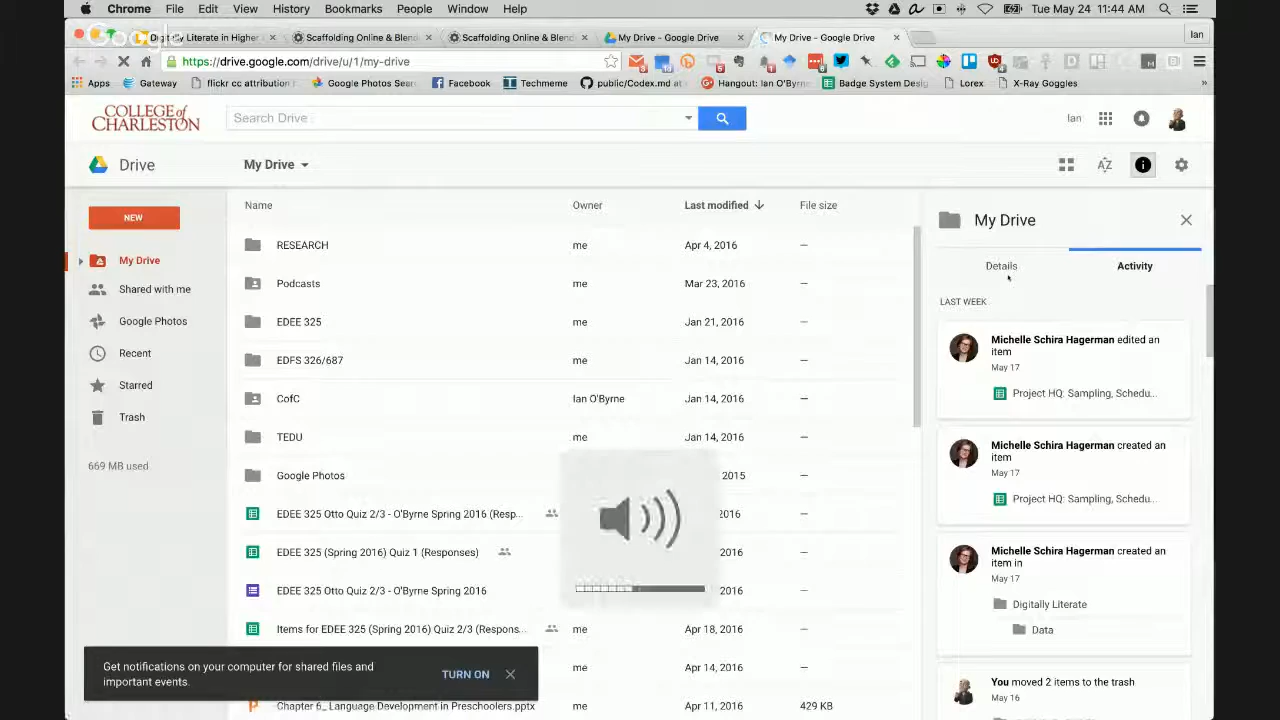 Chrome File Edit View History Bookmarks People Window Help Tue May 24 11:44 AM
Google
Digitally Literate in Higher Scaffolding Online & Blend My Drive - Google Drive My Drive - Google Drive Ian
Scaffolding Online & Blend
https://drive.google.com/drive/u/1/my-drive
Apps Gateway flickr cc attribution Google Photos Sear Facebook Techmeme public/Codex.md at Hangout: Ian O'Byrn Badge System Desig Lorex X-Ray Goggles »
COLLEGE of
CHARLESTON
Search Drive
Ian
Drive
My Drive
AZ
NEW
My Drive
Shared with me
Google Photos
Recent
Starred
Trash
669 MB used
Name Owner Last modified File size
RESEARCH me Apr 4, 2016 —
Podcasts me Mar 23, 2016 —
EDEE 325 me Jan 21, 2016 —
EDFS 326/687 me Jan 14, 2016 —
CofC Ian O'Byrne Jan 14, 2016 —
TEDU me Jan 14, 2016 —
Google Photos 2015 —
EDEE 325 Otto Quiz 2/3 - O'Byrne Spring 2016 (Resp... 2016 —
EDEE 325 (Spring 2016) Quiz 1 (Responses) 2016 —
EDEE 325 Otto Quiz 2/3 - O'Byrne Spring 2016 2016 —
Items for EDEE 325 (Spring 2016) Quiz 2/3 (Respons... me Apr 18, 2016 —
me Apr 14, 2016 —
Chapter 6_ Language Development in Preschoolers.pptx me Apr 11, 2016 429 KB
Get notifications on your computer for shared files and
important events.
TURN ON
My Drive
Details Activity
LAST WEEK
Michelle Schira Hagerman edited an
item
May 17
Project HQ: Sampling, Schedu...
Michelle Schira Hagerman created an
item
May 17
Project HQ: Sampling, Schedu...
Michelle Schira Hagerman created an
item in
May 17
Digitally Literate
Data
You moved 2 items to the trash
May 16